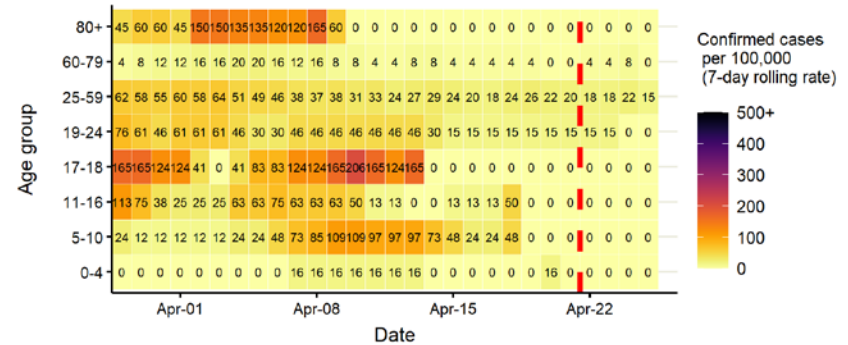 80+ 45 60 60 45 150 150 135 135 120 120 165 60 0 0 0 0 0 0 0 0 0 0 0 0 0 0 0 0
60-79 4 8 12 12 16 16 20 20 16 12 16 8 8 4 4 8 8 4 4 4 4 4 0 0 4 4 8 0
25-59 62 58 55 60 58 64 51 49 46 38 37 38 31 33 24 27 29 24 20 18 24 26 22 20 18 18 22 15
19-24 76 61 46 61 61 61 46 30 30 46 46 46 46 46 46 46 30 15 15 15 15 15 15 15 15 15 0 0
17-18 165 165 124 124 41 0 41 83 83 124 124 165 206 165 124 165 0 0 0 0 0 0 0 0 0 0 0 0
11-16 113 75 38 25 25 25 63 63 75 63 63 63 50 13 13 0 0 13 13 13 50 0 0 0 0 0 0 0
5-10 24 12 12 12 12 12 24 24 48 73 85 109 109 97 97 97 73 48 24 24 48 0 0 0 0 0 0 0
0-4 0 0 0 0 0 0 0 0 0 16 16 16 16 16 16 16 0 0 0 0 0 0 16 0 0 0 0 0
Apr-01 Apr-08 Apr-15 Apr-22
Date
Age group
Confirmed cases
per 100,000
(7-day rolling rate)
500+
400
300
200
100
0